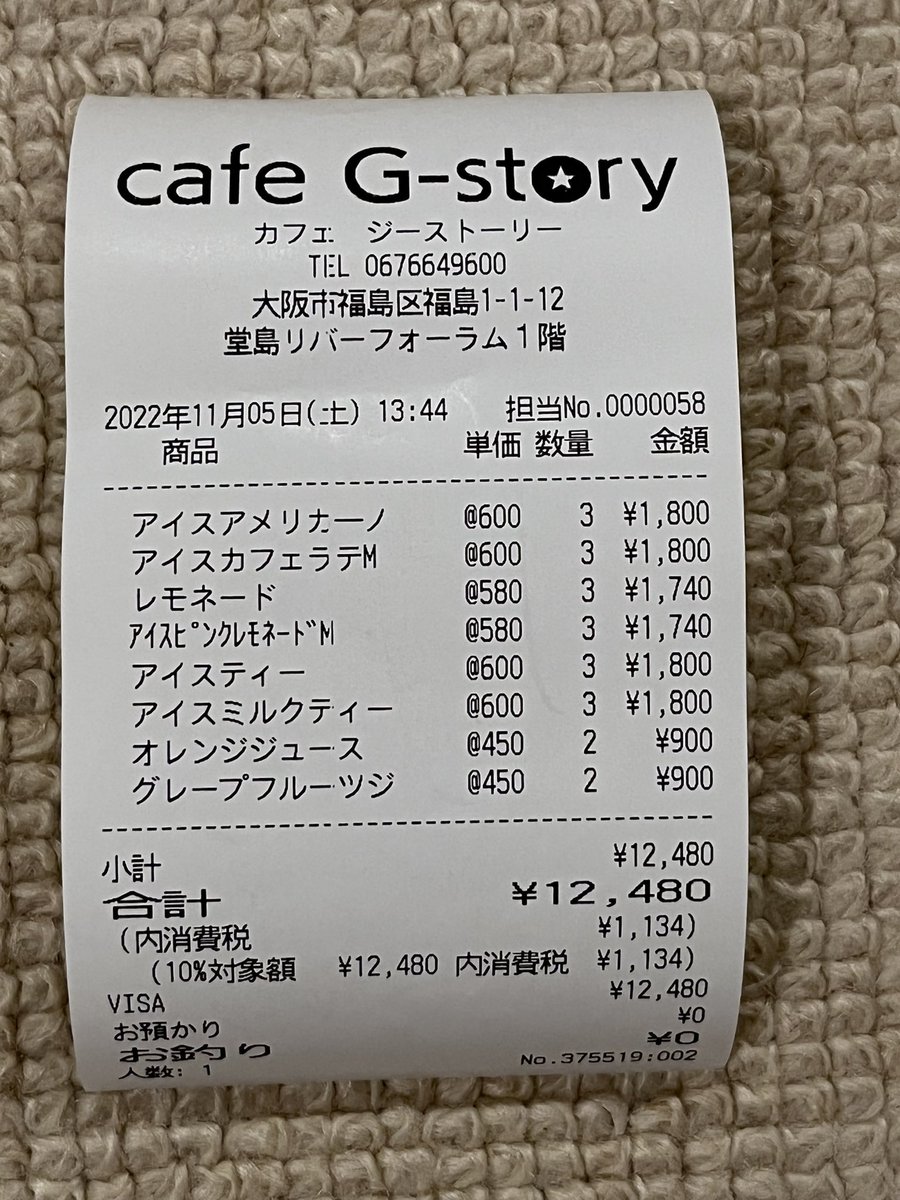 cafe G-story
カフェ ジーストーリー
TEL 0676649600
大阪市福島区福島1-1-12
堂島リバーフォーラム1階
2022年11月05日(土) 13:44 担当No.0000058
商品 単価 数量 金額
アイスアメリカーノ @600 3 ¥1,800
アイスカフェラテM @600 3 ¥1,800
レモネード @580 3 ¥1,740
ｱｲｽﾋﾟﾝｸﾚﾓﾈｰﾄﾞM @580 3 ¥1,740
アイスティー @600 3 ¥1,800
アイスミルクティー @600 3 ¥1,800
オレンジジュース @450 2 ¥900
グレープフルーツジ @450 2 ¥900
小計 ¥12,480
合計 ¥12,480
(内消費税 ¥1,134)
(10%対象額 ¥12,480 内消費税 ¥1,134)
VISA ¥12,480
お預かり ¥0
お釣り ¥0
人数: 1 No.375519:002